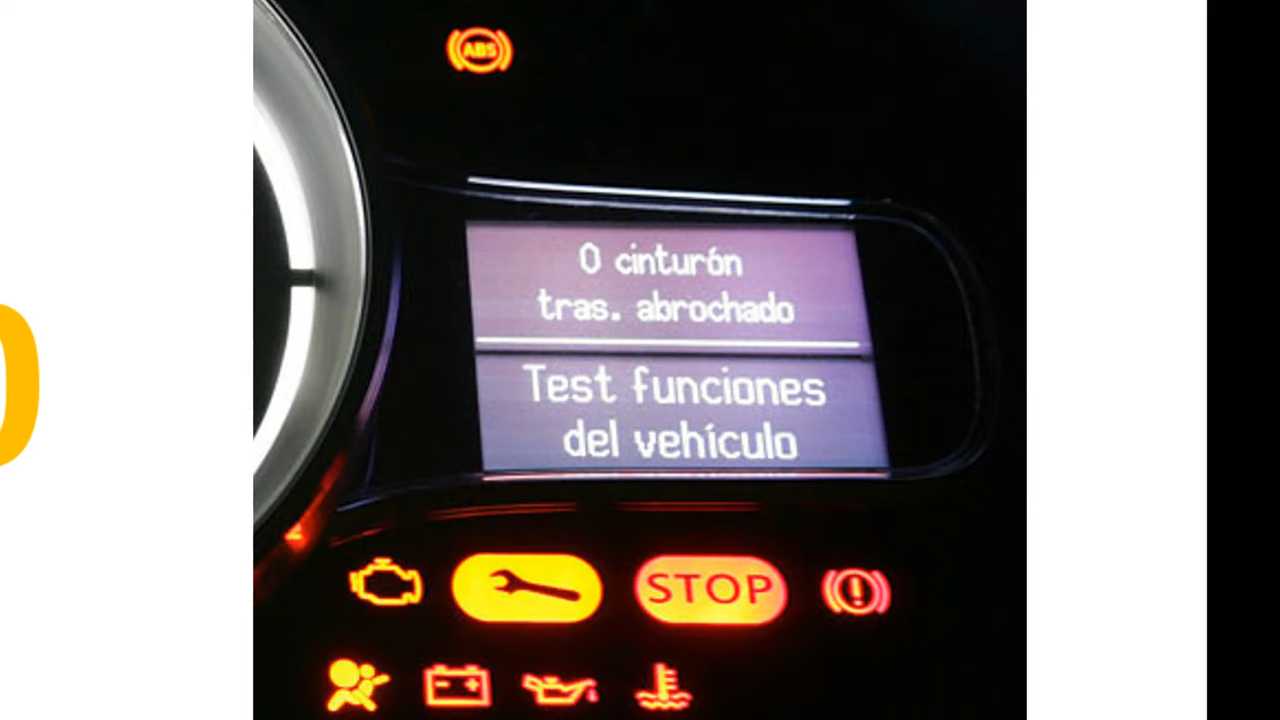 ABS
0 cinturón
tras. abrochado
Test funciones
del vehículo
STOP